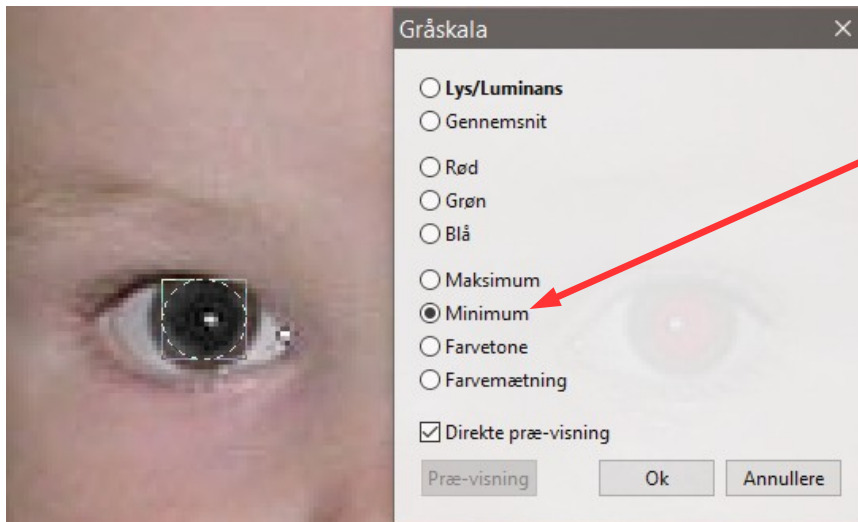 Gråskala
Lys/Luminans
Gennemsnit
Rød
Grøn
Blå
Maksimum
Minimum
Farvetone
Farvemætning
Direkte præ-visning
Præ-visning Ok Annullere